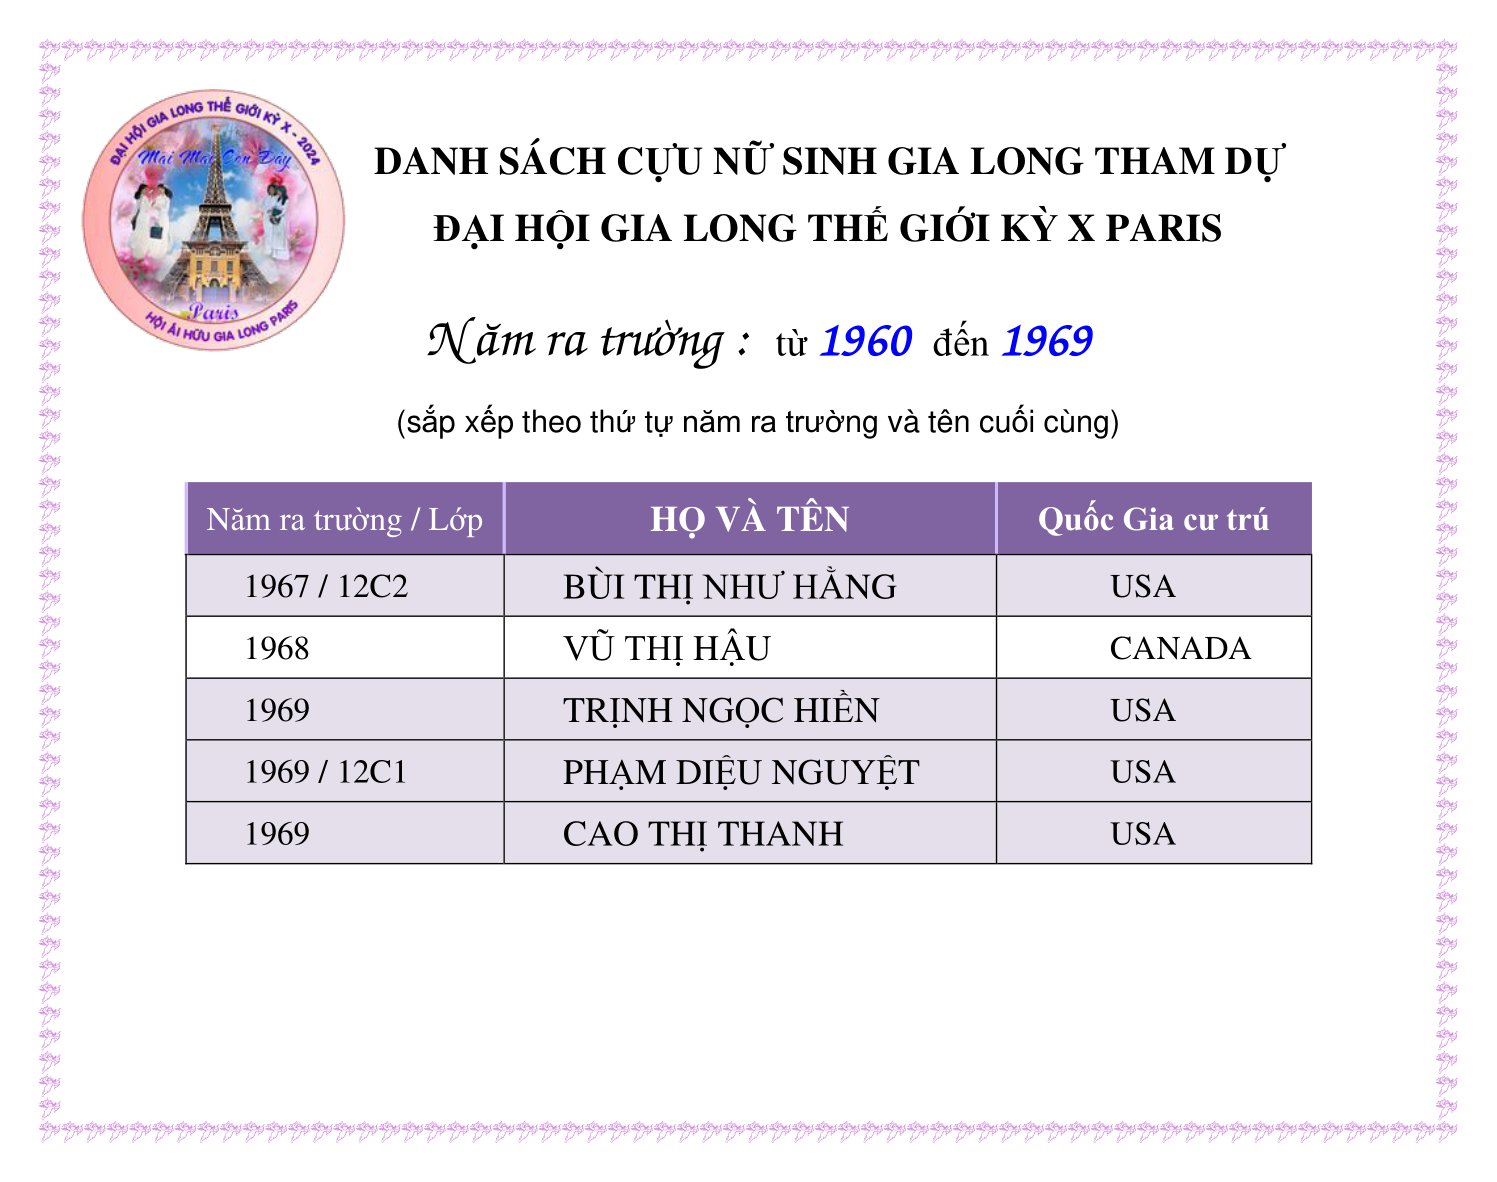 ĐẠI HỘI GIA LONG THẾ GIỚI KỲ X - 2024
Mãi Mãi Còn Đây
Paris
HỘI ÁI HỮU GIA LONG PARIS
DANH SÁCH CỰU NỮ SINH GIA LONG THAM DỰ
ĐẠI HỘI GIA LONG THẾ GIỚI KỲ X PARIS
Năm ra trường : từ 1960 đến 1969
(sắp xếp theo thứ tự năm ra trường và tên cuối cùng)
Năm ra trường / Lớp HỌ VÀ TÊN Quốc Gia cư trú
1967 / 12C2 BÙI THỊ NHƯ HẰNG USA
1968 VŨ THỊ HẬU CANADA
1969 TRỊNH NGỌC HIỀN USA
1969 / 12C1 PHẠM DIỆU NGUYỆT USA
1969 CAO THỊ THANH USA